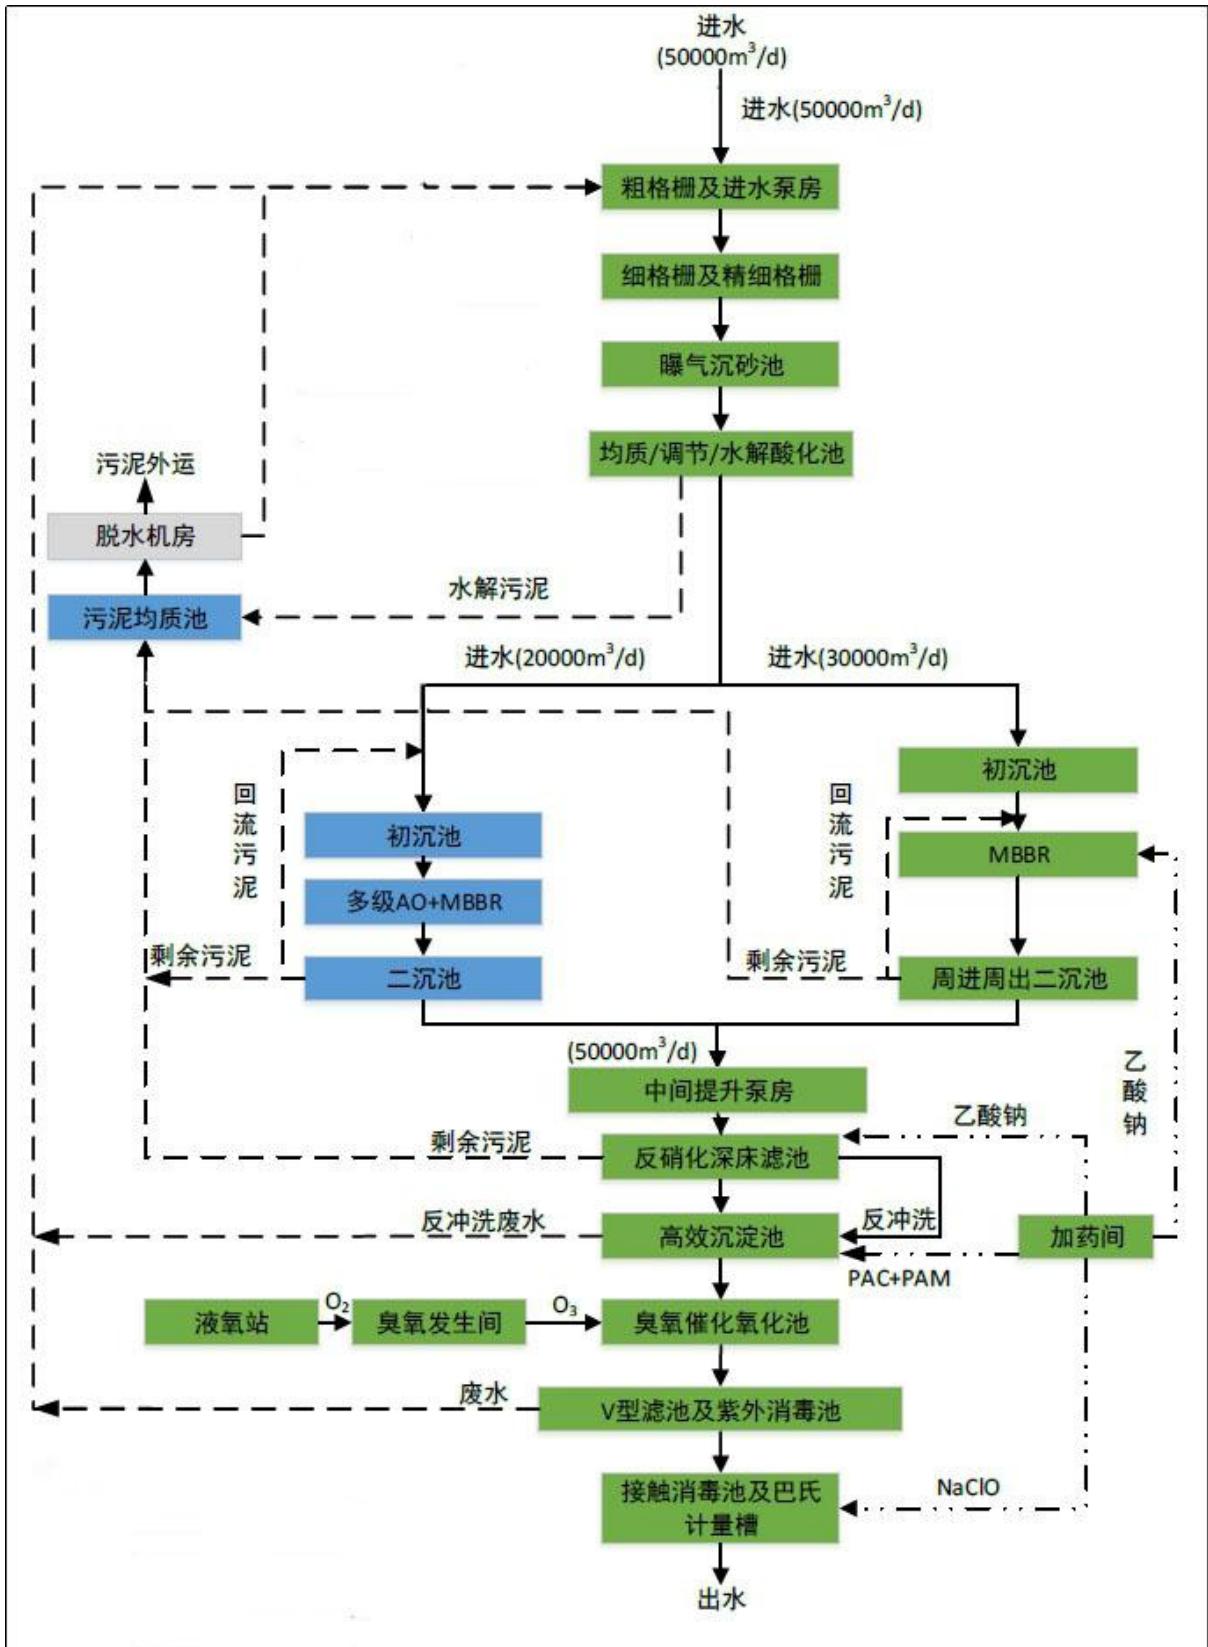 进水
(50000m³/d)
进水(50000m³/d)
粗格栅及进水泵房
细格栅及精细格栅
曝气沉砂池
均质/调节/水解酸化池
污泥外运
脱水机房
水解污泥
污泥均质池
进水(20000m³/d)
进水(30000m³/d)
初沉池
回流污泥
回流污泥
初沉池
MBBR
多级AO+MBBR
剩余污泥
剩余污泥
二沉池
周进周出二沉池
(50000m³/d)
中间提升泵房
乙酸钠
乙酸钠
剩余污泥
反硝化深床滤池
反冲洗废水
反冲洗
高效沉淀池
加药间
PAC+PAM
液氧站
O₂
臭氧发生间
O₃
臭氧催化氧化池
废水
V型滤池及紫外消毒池
接触消毒池及巴氏
计量槽
NaClO
出水